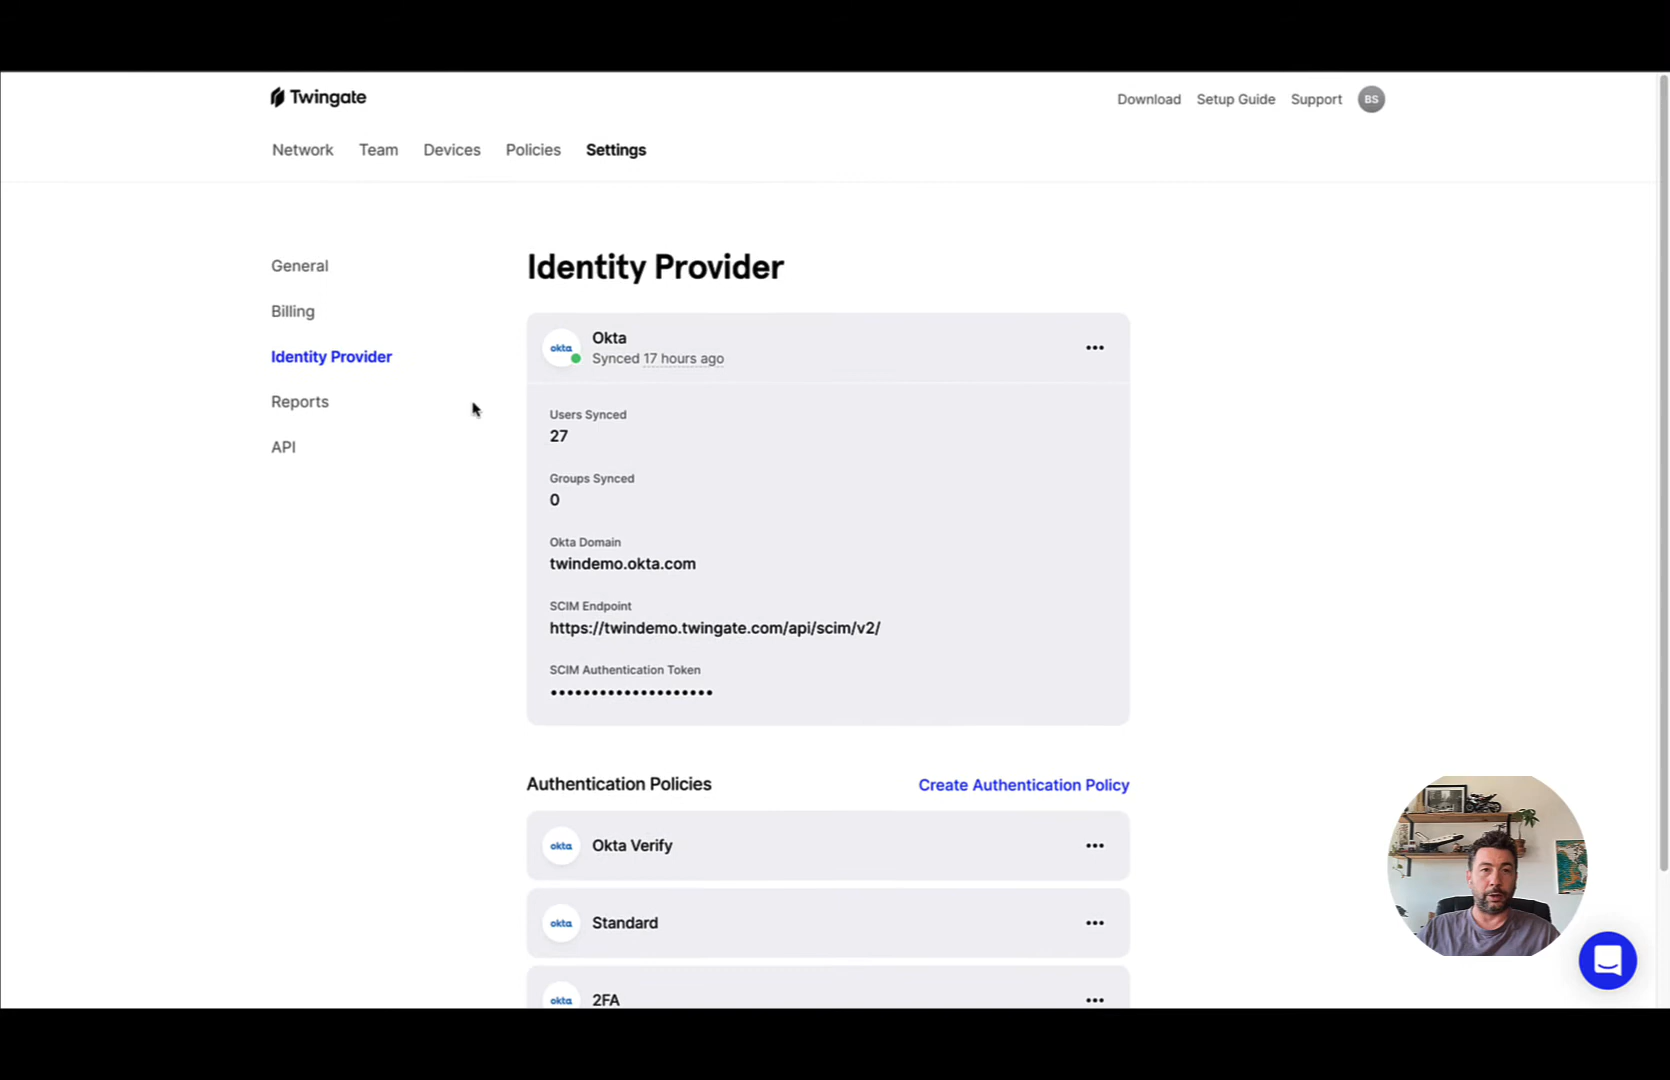 Twingate
Download Setup Guide Support BS
Network Team Devices Policies Settings
General
Billing
Identity Provider
Reports
API
Identity Provider
okta
Okta
Synced 17 hours ago
Users Synced
27
Groups Synced
0
Okta Domain
twindemo.okta.com
SCIM Endpoint
https://twindemo.twingate.com/api/scim/v2/
SCIM Authentication Token
••••••••••••••••••••
Authentication Policies Create Authentication Policy
okta Okta Verify
okta Standard
okta 2FA